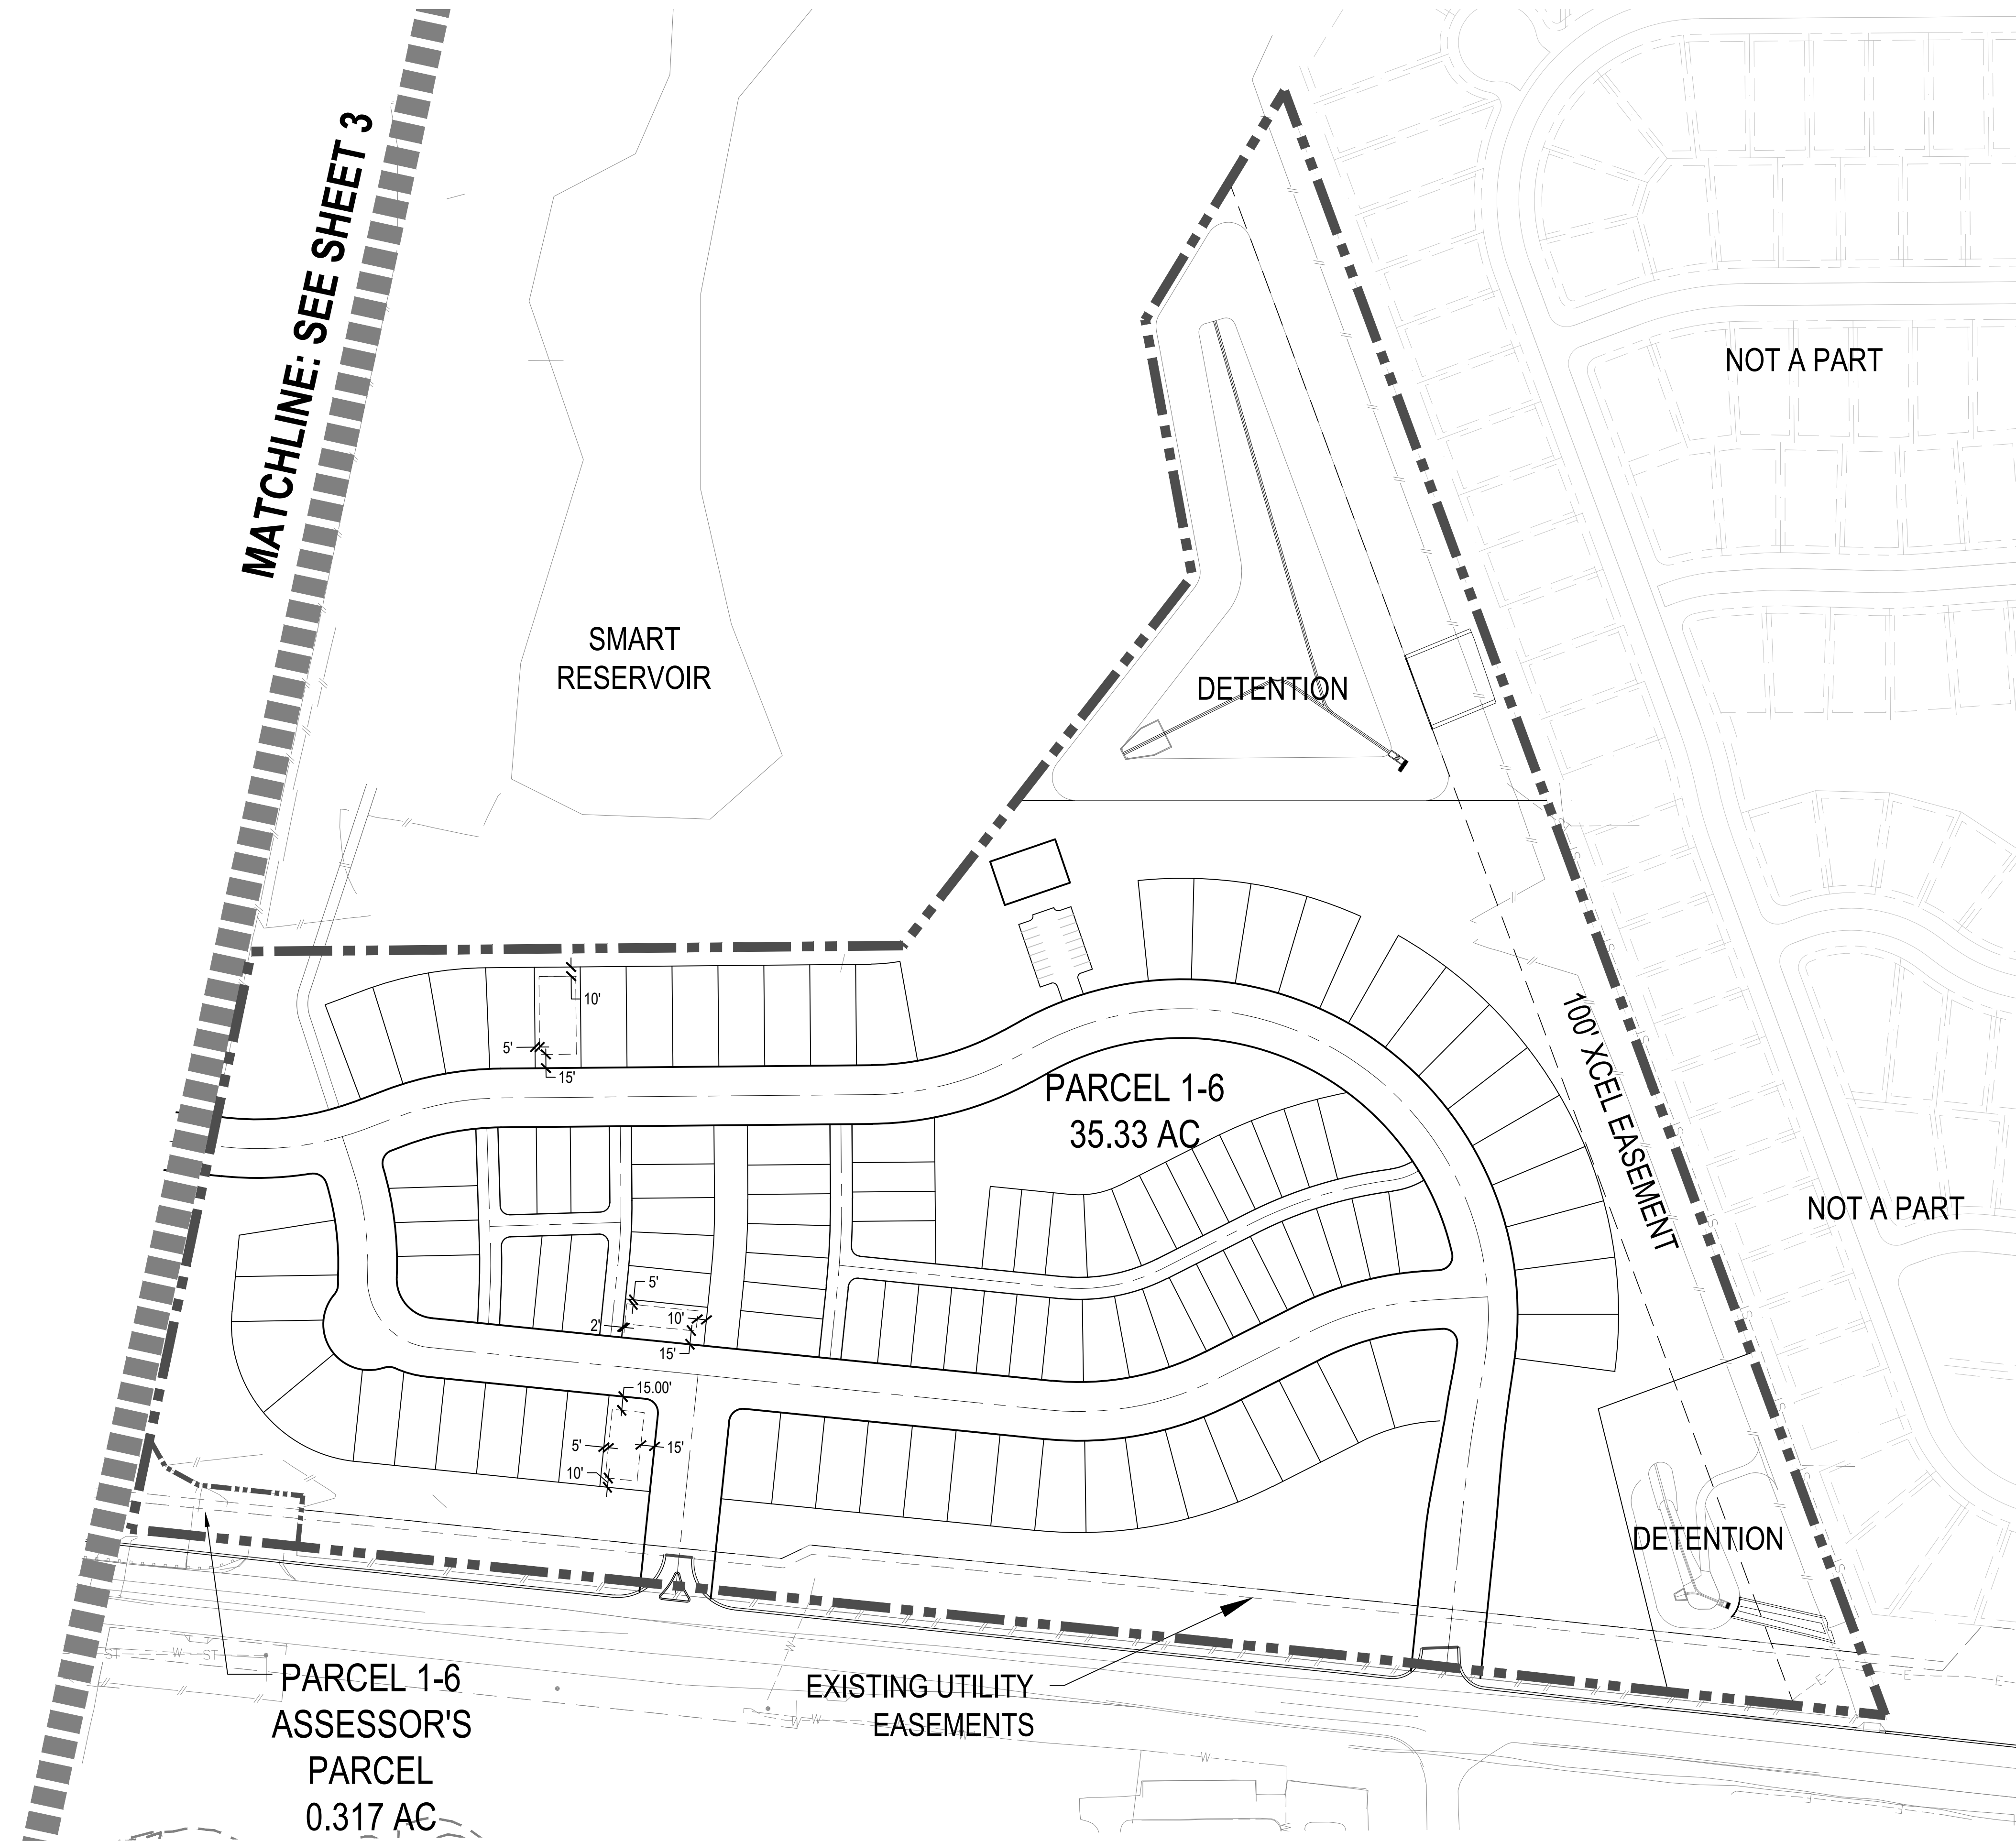 MATCHLINE: SEE SHEET 3
NOT A PART
SMART
RESERVOIR
DETENTION
10'
5'
15'
100' XCEL EASEMENT
PARCEL 1-6
35.33 AC
NOT A PART
5'
10'
2'
15'
15.00'
5'
15'
10'
DETENTION
PARCEL 1-6
ASSESSOR'S
PARCEL
0.317 AC
EXISTING UTILITY
EASEMENTS
ST
W
ST
W
W
W
W
E
E
E